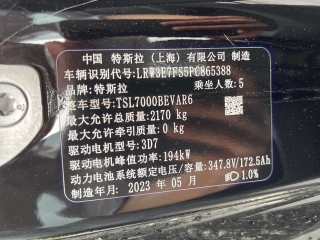 中国 特斯拉（上海）有限公司 制造
车辆识别代号: LRW3E7FS5PC865388
品牌: 特斯拉 乘坐人数: 5
整车型号: TSL7000BEVAR6
最大允许总质量: 2170 kg
最大允许牵引质量: 0 kg
驱动电机型号: 3D7
驱动电机峰值功率: 194kW
动力电池系统额定电压/容量: 347.8V/172.5Ah
制造年月: 2023 年 05 月 1.0%